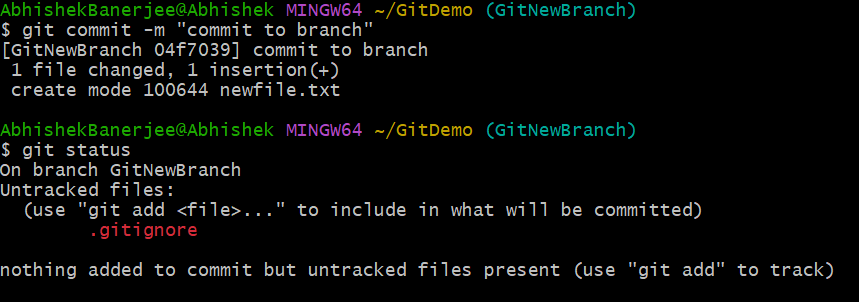 AbhishekBanerjee@Abhishek MINGW64 ~/GitDemo (GitNewBranch)
$ git commit -m "commit to branch"
[GitNewBranch 04f7039] commit to branch
 1 file changed, 1 insertion(+)
 create mode 100644 newfile.txt

AbhishekBanerjee@Abhishek MINGW64 ~/GitDemo (GitNewBranch)
$ git status
On branch GitNewBranch
Untracked files:
  (use "git add <file>..." to include in what will be committed)
        .gitignore

nothing added to commit but untracked files present (use "git add" to track)